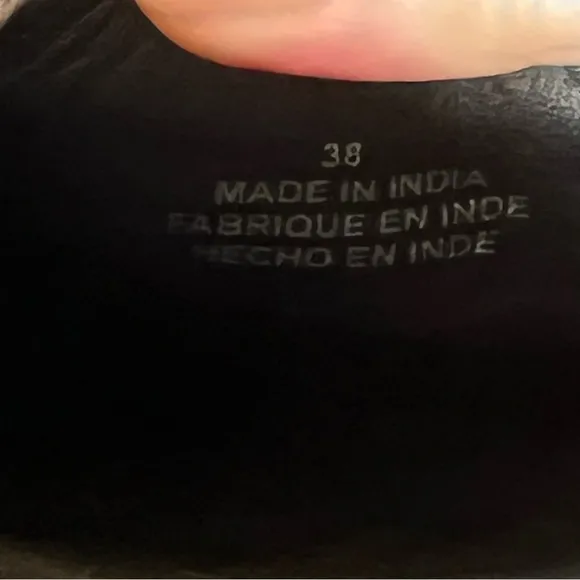 38
MADE IN INDIA
FABRIQUE EN INDE
HECHO EN INDE